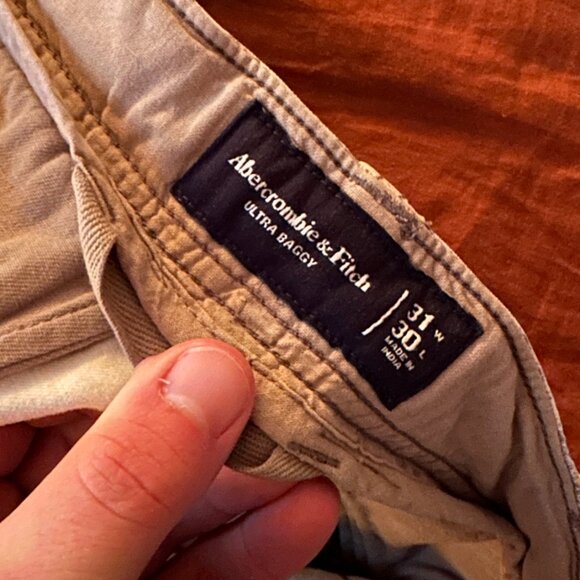 Abercrombie & Fitch
ULTRA BAGGY
31 W
30 L
MADE IN
INDIA